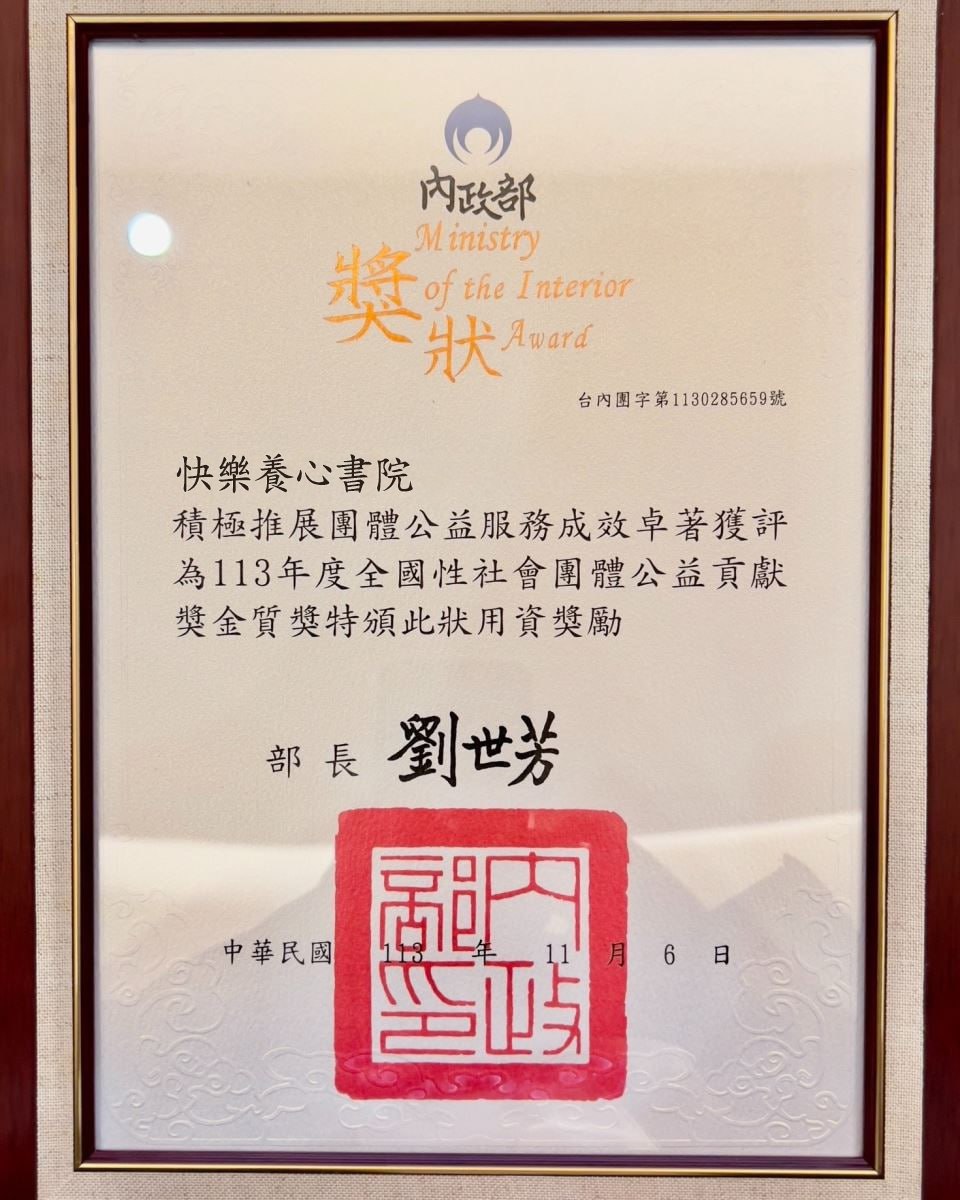 內政部
Ministry
of the Interior
Award
獎狀
台內團字第1130285659號
快樂養心書院
積極推展團體公益服務成效卓著獲評
為113年度全國性社會團體公益貢獻
獎金質獎特頒此狀用資獎勵
部長 劉世芳
內政部印
中華民國 113 年 11 月 6 日